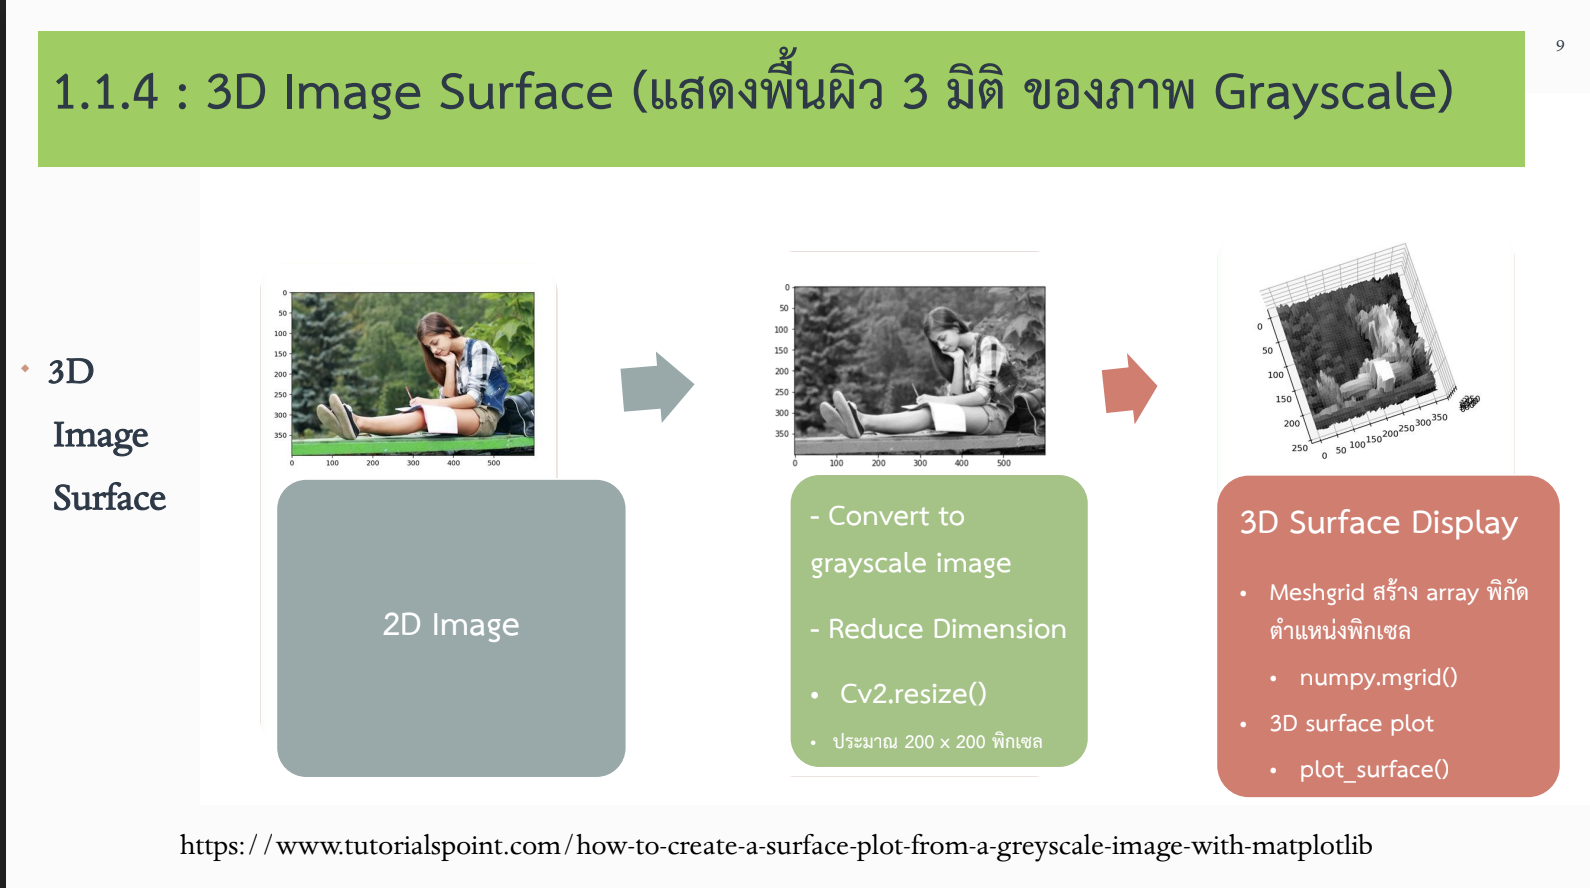 9
1.1.4 : 3D Image Surface (แสดงพื้นผิว 3 มิติ ของภาพ Grayscale)
3D
Image
Surface
0
50
100
150
200
250
300
350
0 100 200 300 400 500
2D Image
0
50
100
150
200
250
300
350
0 100 200 300 400 500
- Convert to
grayscale image
- Reduce Dimension
• Cv2.resize()
• ประมาณ 200 x 200 พิกเซล
0
50
100
150
200
250
0 50 100 150 200 250 300 350
3D Surface Display
• Meshgrid สร้าง array พิกัด
ตำแหน่งพิกเซล
• numpy.mgrid()
• 3D surface plot
• plot_surface()
https://www.tutorialspoint.com/how-to-create-a-surface-plot-from-a-greyscale-image-with-matplotlib